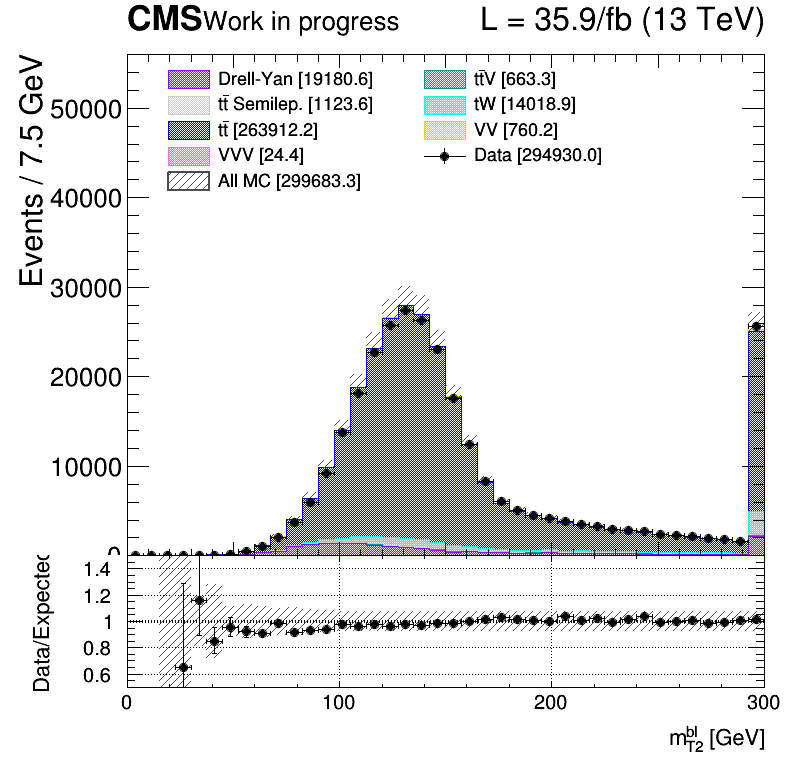 CMS Work in progress L = 35.9/fb (13 TeV)
Drell-Yan [19180.6]
tt̄ Semilep. [1123.6]
tt̄ [263912.2]
VVV [24.4]
All MC [299683.3]
tt̄V [663.3]
tW [14018.9]
VV [760.2]
Data [294930.0]
Events / 7.5 GeV
50000
40000
30000
20000
10000
0
Data/Expected
1.4
1.2
1
0.8
0.6
0 100 200 300
m_{T2}^{bl} [GeV]